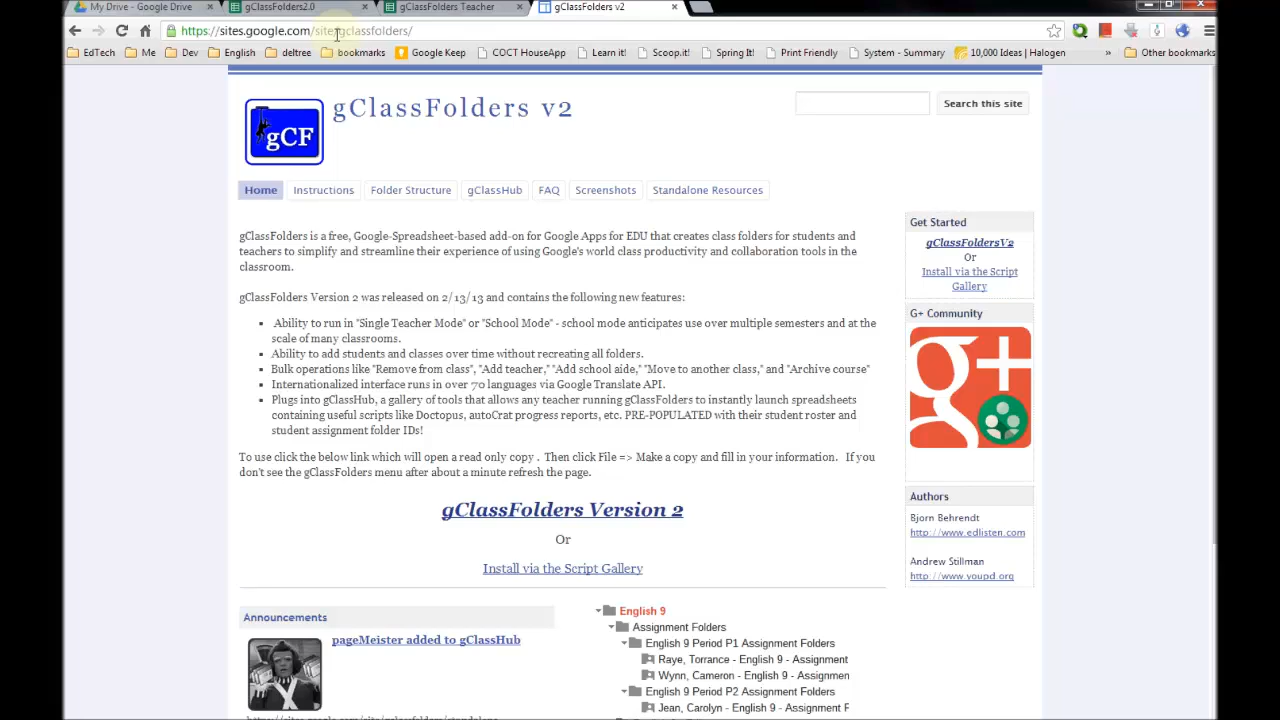 My Drive - Google Drive
gClassFolders2.0
gClassFolders Teacher
gClassFolders v2
https://sites.google.com/site/gclassfolders/
EdTech
Me
Dev
English
deltree
bookmarks
Google Keep
COCT HouseApp
Learn it!
Scoop.it!
Spring It!
Print Friendly
System - Summary
10,000 Ideas | Halogen
»
Other bookmarks
gCF
gClassFolders v2
Search this site
Home
Instructions
Folder Structure
gClassHub
FAQ
Screenshots
Standalone Resources
gClassFolders is a free, Google-Spreadsheet-based add-on for Google Apps for EDU that creates class folders for students and
teachers to simplify and streamline their experience of using Google's world class productivity and collaboration tools in the
classroom.
gClassFolders Version 2 was released on 2/13/13 and contains the following new features:
Ability to run in "Single Teacher Mode" or "School Mode" - school mode anticipates use over multiple semesters and at the
scale of many classrooms.
Ability to add students and classes over time without recreating all folders.
Bulk operations like "Remove from class", "Add teacher," "Add school aide," "Move to another class," and "Archive course"
Internationalized interface runs in over 70 languages via Google Translate API.
Plugs into gClassHub, a gallery of tools that allows any teacher running gClassFolders to instantly launch spreadsheets
containing useful scripts like Doctopus, autoCrat progress reports, etc. PRE-POPULATED with their student roster and
student assignment folder IDs!
To use click the below link which will open a read only copy . Then click File => Make a copy and fill in your information. If you
don't see the gClassFolders menu after about a minute refresh the page.
gClassFolders Version 2
Or
Install via the Script Gallery
Get Started
gClassFoldersV2
Or
Install via the Script
Gallery
G+ Community
g+
Authors
Bjorn Behrendt
http://www.edlisten.com
Andrew Stillman
http://www.youpd.org
Announcements
pageMeister added to gClassHub
https://sites.google.com/site/gclassfolders/standalone
English 9
Assignment Folders
English 9 Period P1 Assignment Folders
Raye, Torrance - English 9 - Assignment
Wynn, Cameron - English 9 - Assignmen
English 9 Period P2 Assignment Folders
Jean, Carolyn - English 9 - Assignment F